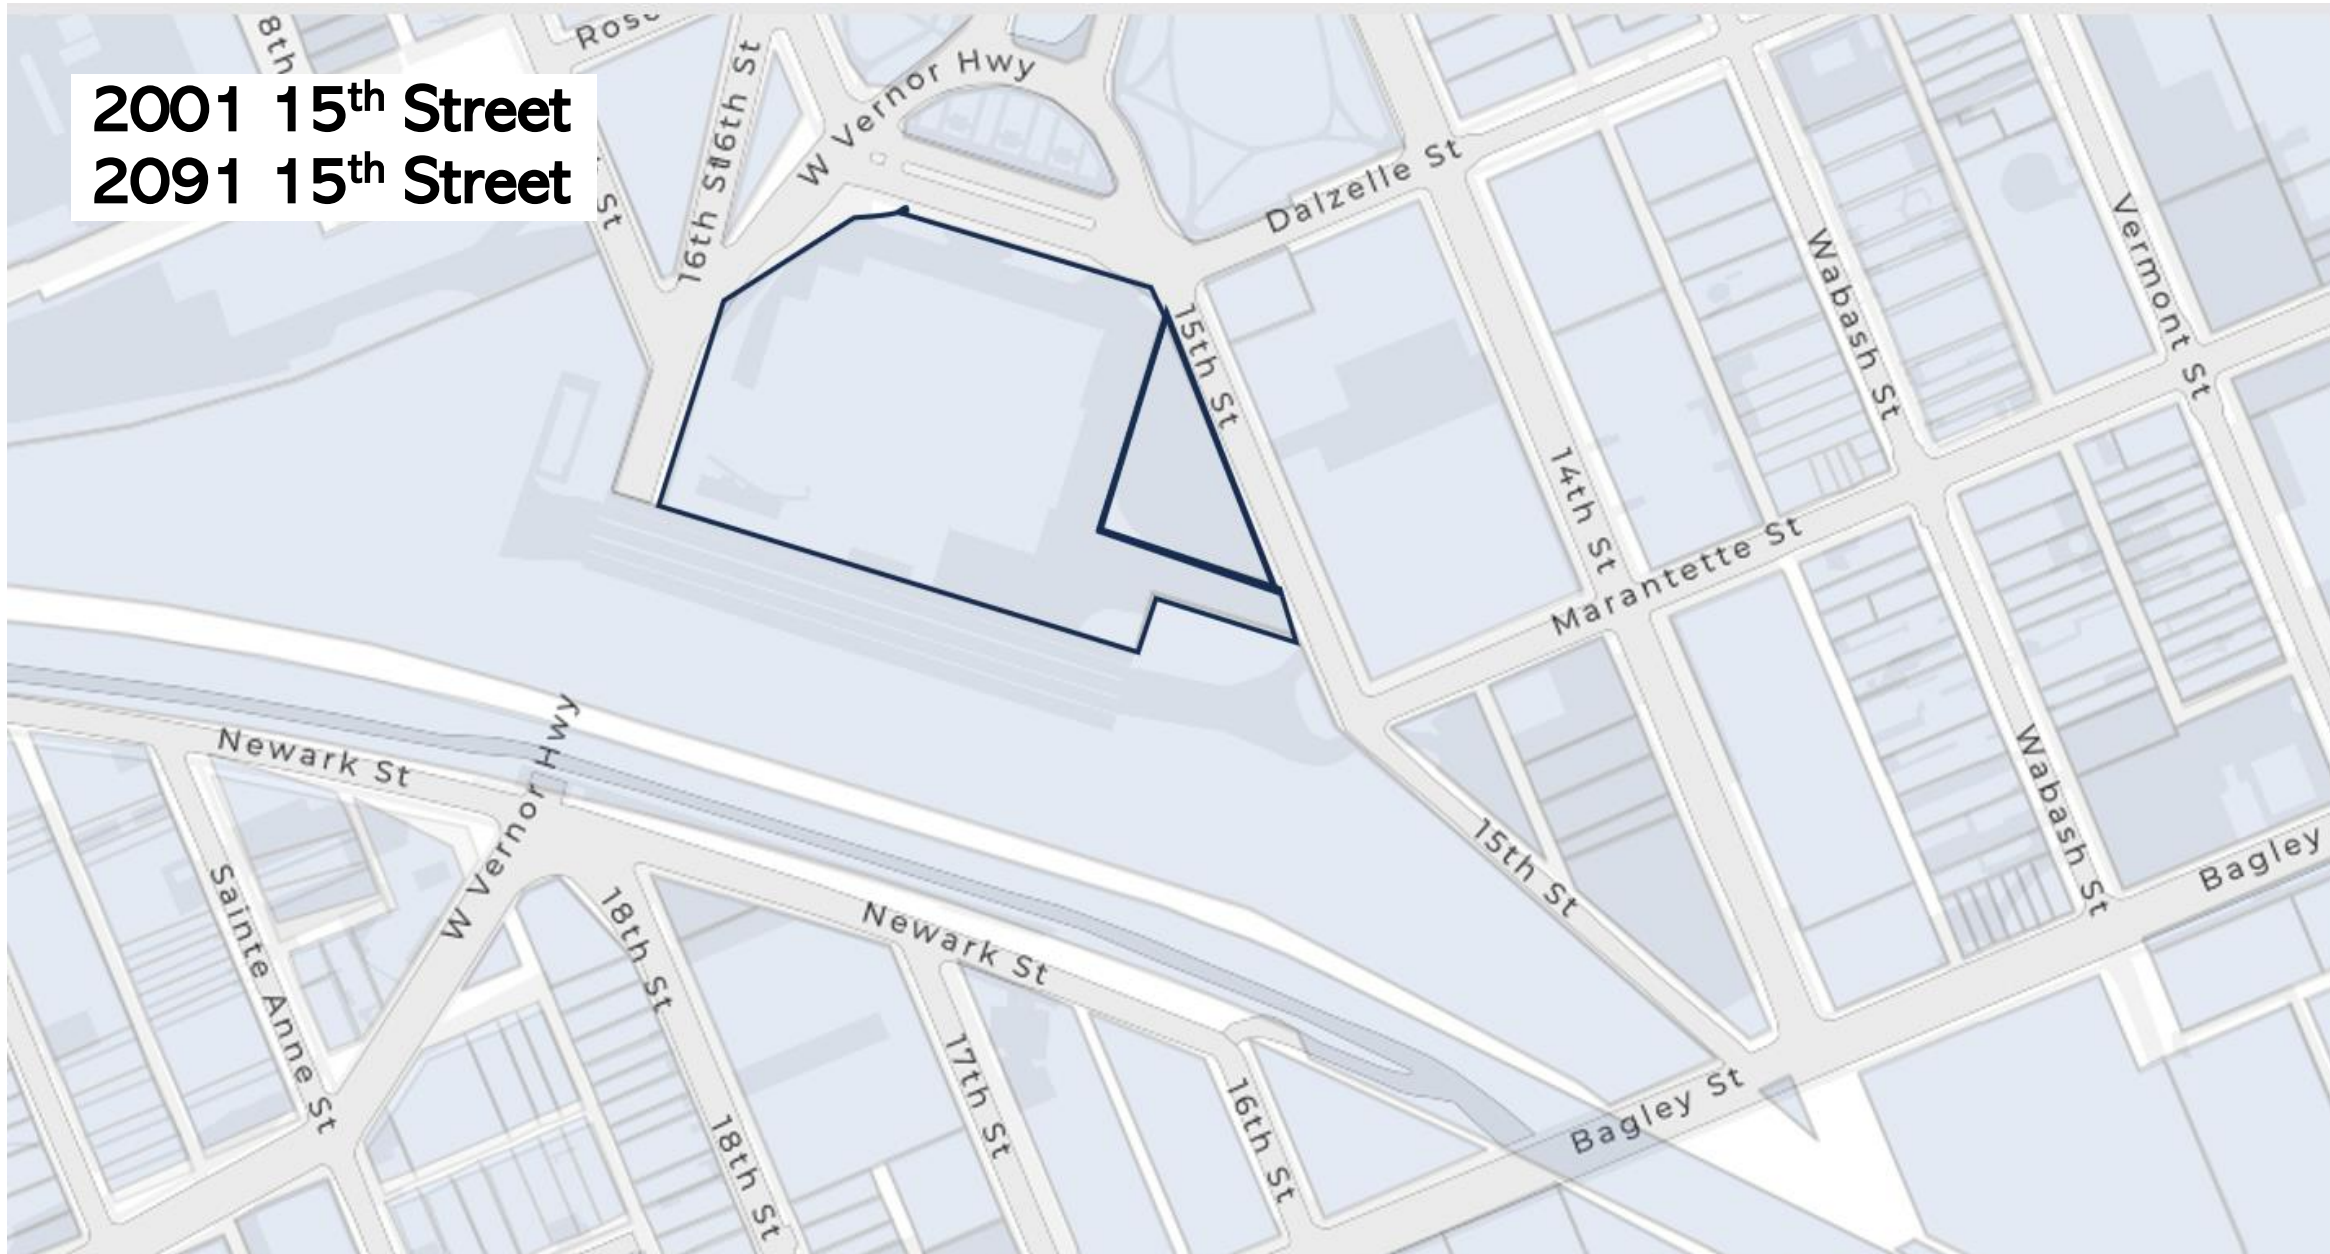 2001 15th Street
2091 15th Street
8th
St
16th St
16th St
W Vernor Hwy
Dalzelle St
15th St
14th St
Wabash St
Vermont St
Marantette St
Newark St
W Vernor Hwy
Sainte Anne St
18th St
18th St
Newark St
17th St
16th St
15th St
Wabash St
Bagley
Bagley St